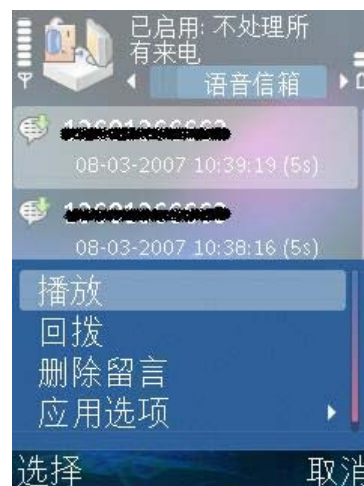 已启用: 不处理所
有来电
语音信箱
08-03-2007 10:39:19 (5s)
08-03-2007 10:38:16 (5s)
播放
回拨
删除留言
应用选项
选择
取消